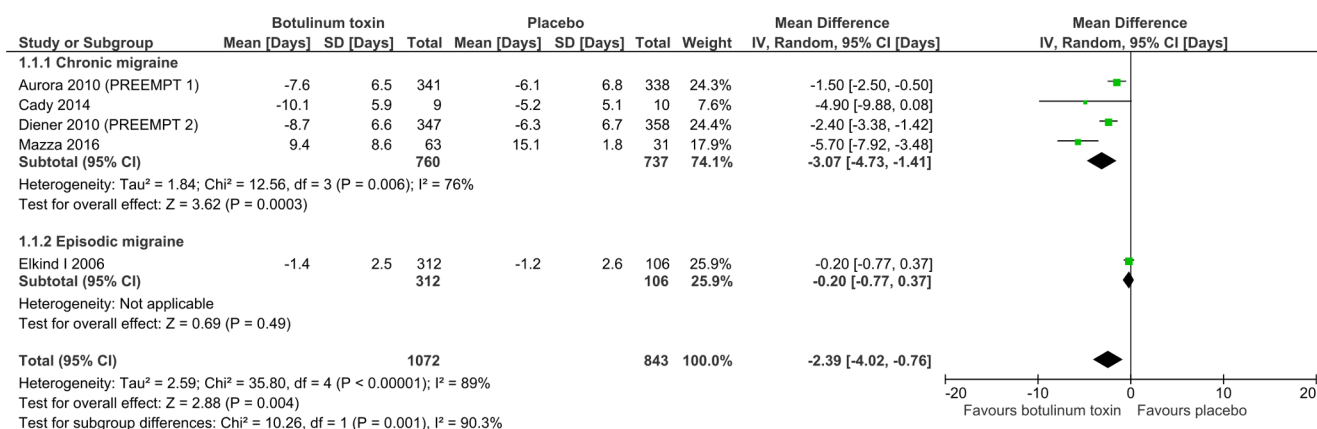 Botulinum toxin Placebo Mean Difference Mean Difference
Study or Subgroup Mean [Days] SD [Days] Total Mean [Days] SD [Days] Total Weight IV, Random, 95% CI [Days] IV, Random, 95% CI [Days]
1.1.1 Chronic migraine
Aurora 2010 (PREEMPT 1) -7.6 6.5 341 -6.1 6.8 338 24.3% -1.50 [-2.50, -0.50]
Cady 2014 -10.1 5.9 9 -5.2 5.1 10 7.6% -4.90 [-9.88, 0.08]
Diener 2010 (PREEMPT 2) -8.7 6.6 347 -6.3 6.7 358 24.4% -2.40 [-3.38, -1.42]
Mazza 2016 9.4 8.6 63 15.1 1.8 31 17.9% -5.70 [-7.92, -3.48]
Subtotal (95% CI) 760 737 74.1% -3.07 [-4.73, -1.41]
Heterogeneity: Tau² = 1.84; Chi² = 12.56, df = 3 (P = 0.006); I² = 76%
Test for overall effect: Z = 3.62 (P = 0.0003)
1.1.2 Episodic migraine
Elkind I 2006 -1.4 2.5 312 -1.2 2.6 106 25.9% -0.20 [-0.77, 0.37]
Subtotal (95% CI) 312 106 25.9% -0.20 [-0.77, 0.37]
Heterogeneity: Not applicable
Test for overall effect: Z = 0.69 (P = 0.49)
Total (95% CI) 1072 843 100.0% -2.39 [-4.02, -0.76]
Heterogeneity: Tau² = 2.59; Chi² = 35.80, df = 4 (P < 0.00001); I² = 89%
Test for overall effect: Z = 2.88 (P = 0.004)
Test for subgroup differences: Chi² = 10.26, df = 1 (P = 0.001), I² = 90.3%
-20 -10 0 10 20
Favours botulinum toxin Favours placebo